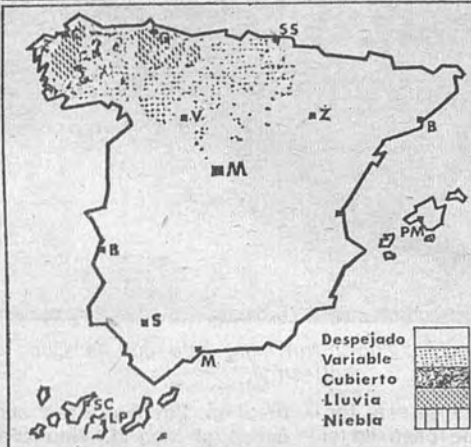 SS
G
V.
Z
B
M
PM
B
S
M
SC
LP
Despejado
Variable
Cubierto
Lluvia
Niebla